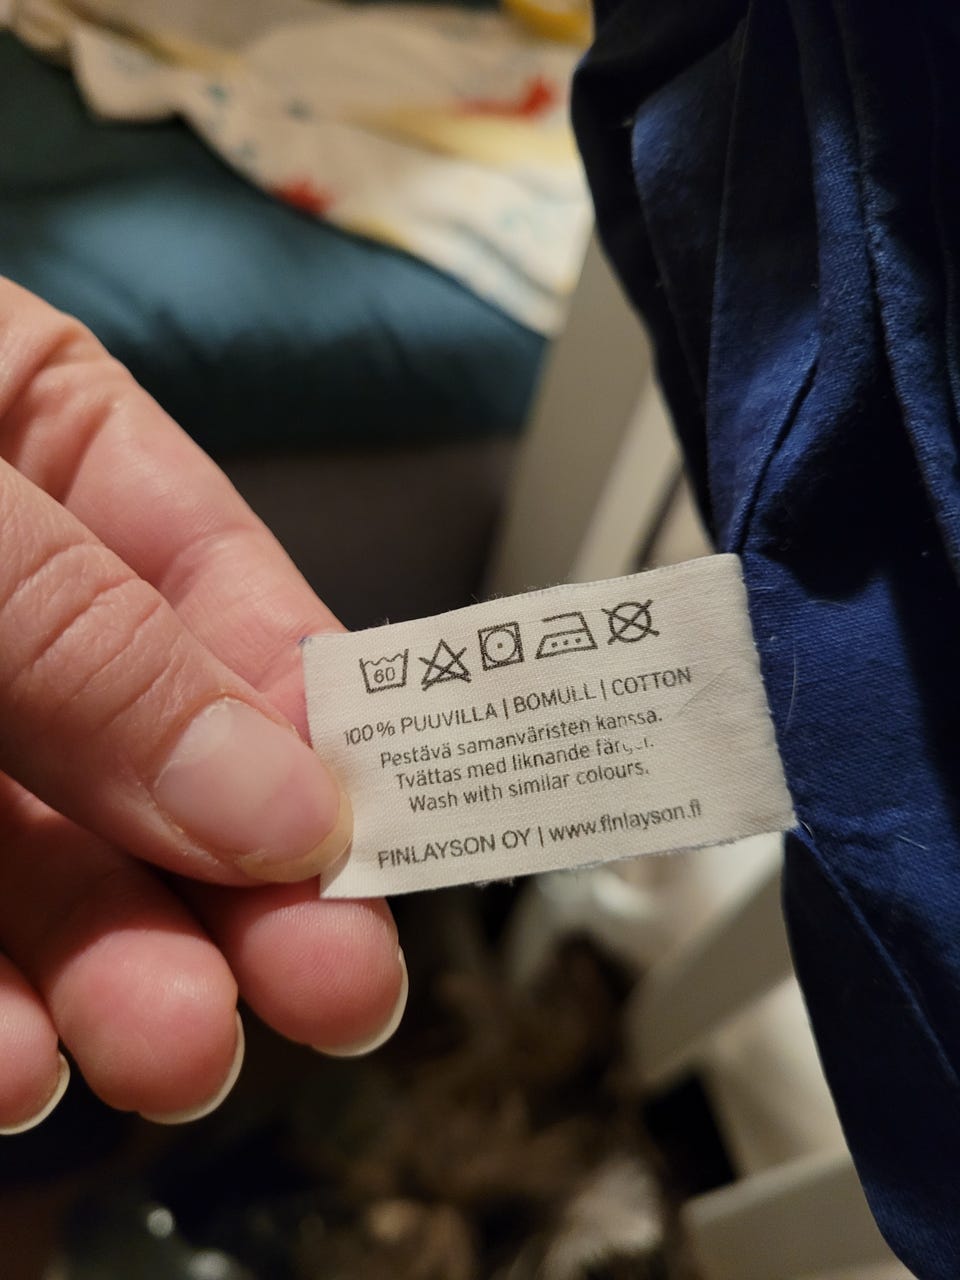 60
100% PUUVILLA | BOMULL | COTTON
Pestävä samanväristen kanssa.
Tvättas med liknande
Wash with similar colours.
FINLAYSON OY | www.finlayson.fi